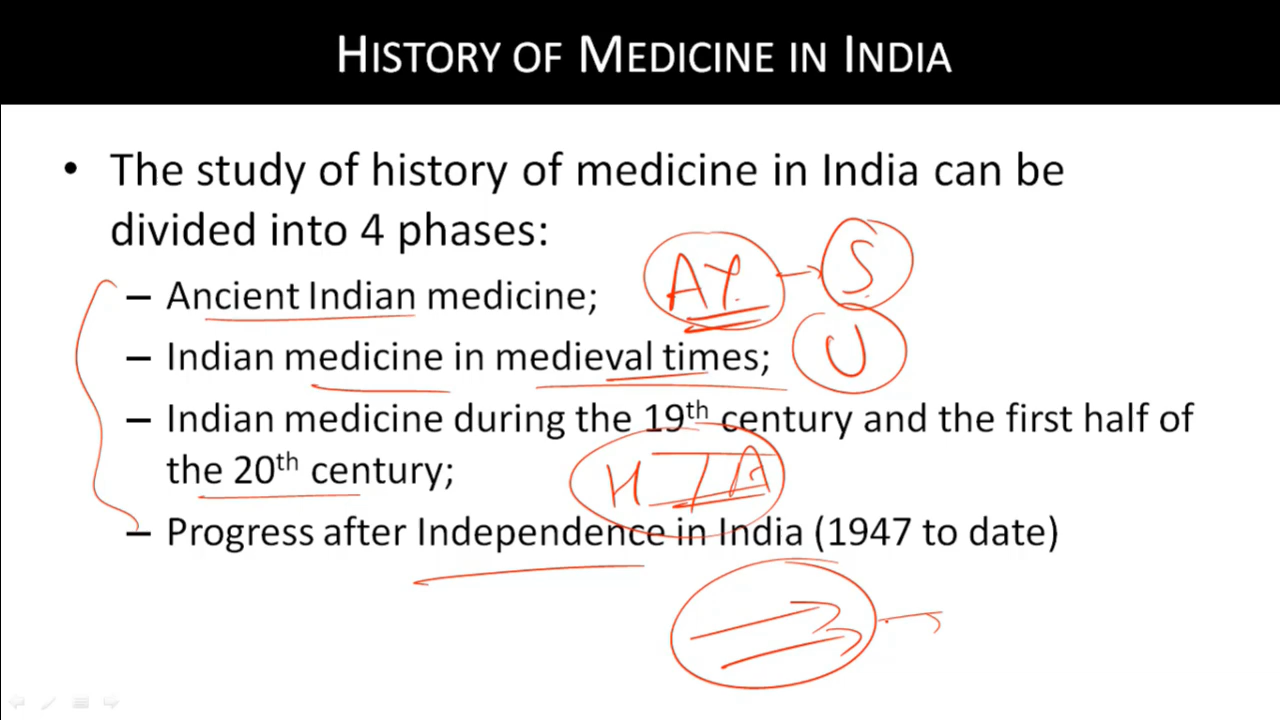 HISTORY OF MEDICINE IN INDIA
• The study of history of medicine in India can be
divided into 4 phases:
– Ancient Indian medicine; AY. S
– Indian medicine in medieval times; U
– Indian medicine during the 19th century and the first half of
the 20th century; H I A
– Progress after Independence in India (1947 to date)